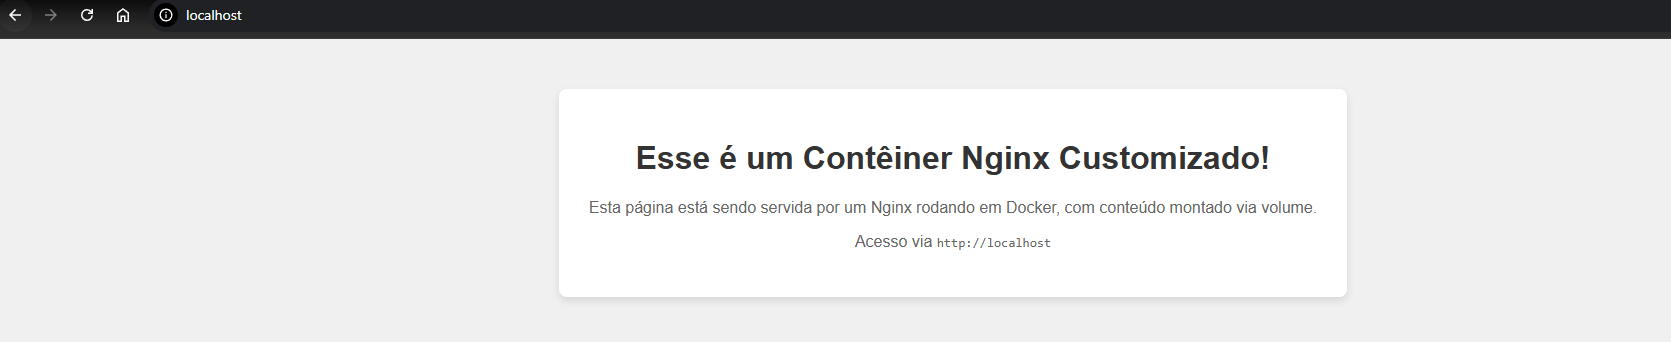 localhost
Esse é um Contêiner Nginx Customizado!
Esta página está sendo servida por um Nginx rodando em Docker, com conteúdo montado via volume.
Acesso via http://localhost